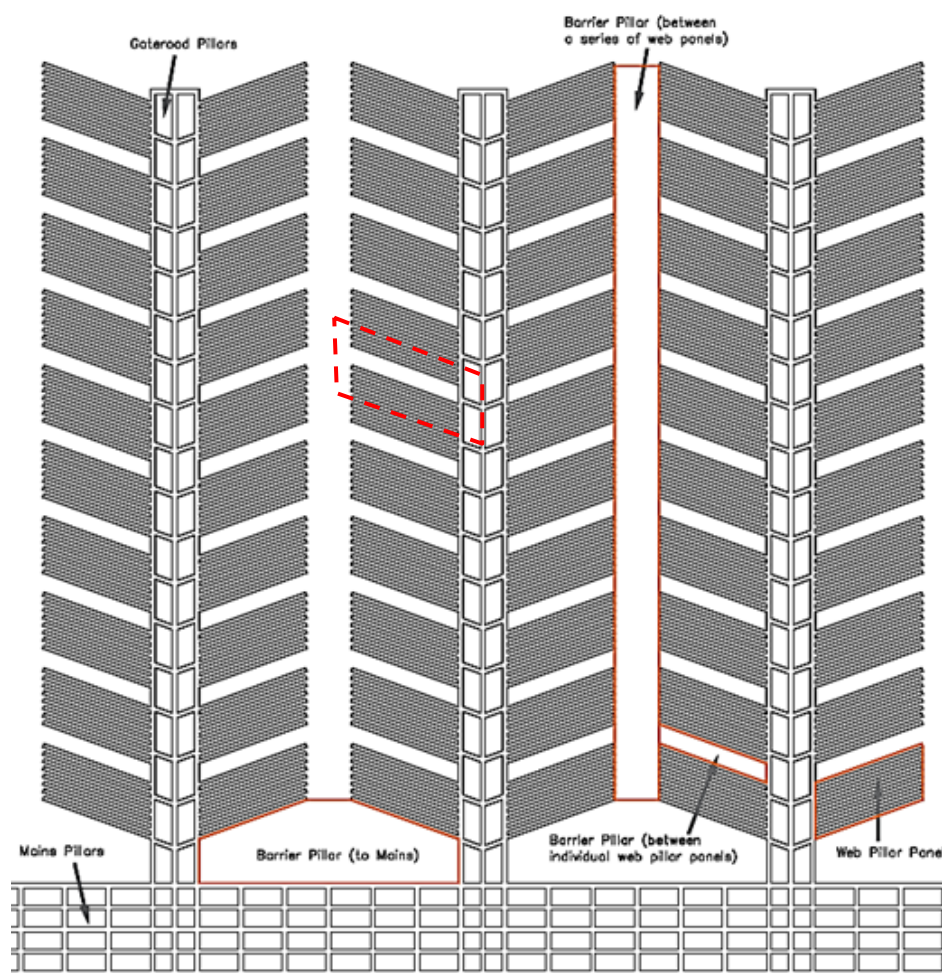 Gateroad Pillars
Barrier Pillar (between
a series of web panels)
Mains Pillars
Barrier Pillar (to Mains)
Barrier Pillar (between
individual web pillar panels)
Web Pillar Panel